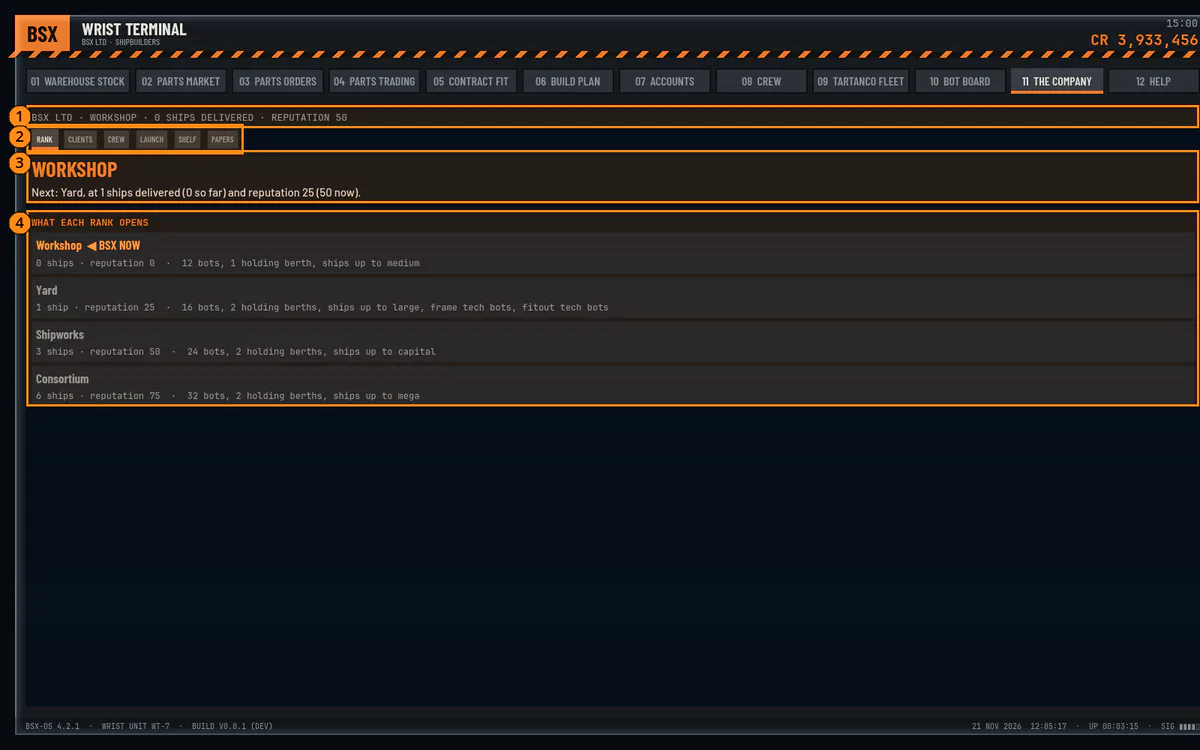 BSX
WRIST TERMINAL
BSX LTD · SHIPBUILDERS
15:00
CR 3,933,456
01 WAREHOUSE STOCK
02 PARTS MARKET
03 PARTS ORDERS
04 PARTS TRADING
05 CONTRACT FIT
06 BUILD PLAN
07 ACCOUNTS
08 CREW
09 TARTANCO FLEET
10 BOT BOARD
11 THE COMPANY
12 HELP
1
BSX LTD · WORKSHOP · 0 SHIPS DELIVERED · REPUTATION 50
2
RANK
CLIENTS
CREW
LAUNCH
SHELF
PAPERS
3
WORKSHOP
Next: Yard, at 1 ships delivered (0 so far) and reputation 25 (50 now).
4
WHAT EACH RANK OPENS
Workshop ◀ BSX NOW
0 ships · reputation 0 · 12 bots, 1 holding berth, ships up to medium
Yard
1 ship · reputation 25 · 16 bots, 2 holding berths, ships up to large, frame tech bots, fitout tech bots
Shipworks
3 ships · reputation 50 · 24 bots, 2 holding berths, ships up to capital
Consortium
6 ships · reputation 75 · 32 bots, 2 holding berths, ships up to mega
BSX-OS 4.2.1 · WRIST UNIT WT-7 · BUILD V0.0.1 (DEV)
21 NOV 2026 12:05:17 · UP 00:03:15 · SIG